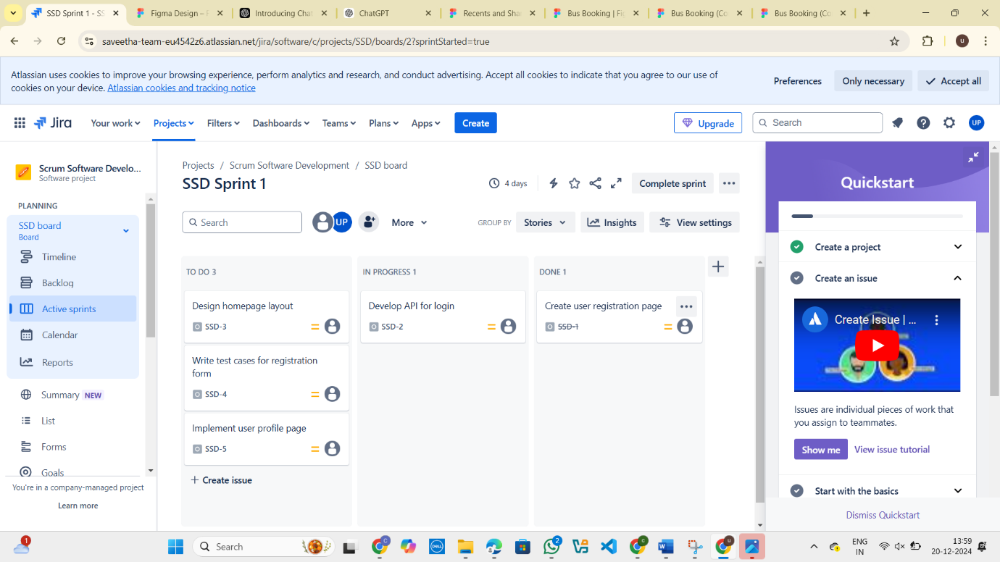 SSD Sprint 1 - SS
Figma Design – F
Introducing Chat
ChatGPT
Recents and Sha
Bus Booking | Fig
Bus Booking (Co
Bus Booking (Co
saveetha-team-eu4542z6.atlassian.net/jira/software/c/projects/SSD/boards/2?sprintStarted=true
u
Atlassian uses cookies to improve your browsing experience, perform analytics and research, and conduct advertising. Accept all cookies to indicate that you agree to our use of
cookies on your device. Atlassian cookies and tracking notice
Preferences
Only necessary
Accept all
Jira
Your work
Projects
Filters
Dashboards
Teams
Plans
Apps
Create
Upgrade
Search
UP
Scrum Software Develo...
Software project
PLANNING
SSD board
Board
Timeline
Backlog
Active sprints
Calendar
Reports
Summary NEW
List
Forms
Goals
You're in a company-managed project
Learn more
Projects / Scrum Software Development / SSD board
SSD Sprint 1
4 days
Complete sprint
Search
UP
More
GROUP BY
Stories
Insights
View settings
TO DO 3
Design homepage layout
SSD-3
Write test cases for registration
form
SSD-4
Implement user profile page
SSD-5
+ Create issue
IN PROGRESS 1
Develop API for login
SSD-2
DONE 1
Create user registration page
SSD-1
Quickstart
Create a project
Create an issue
Create Issue | ...
Issues are individual pieces of work that
you assign to teammates.
Show me
View issue tutorial
Start with the basics
Dismiss Quickstart
1
Search
C
DELL
2
c
u
ENG
IN
13:59
20-12-2024